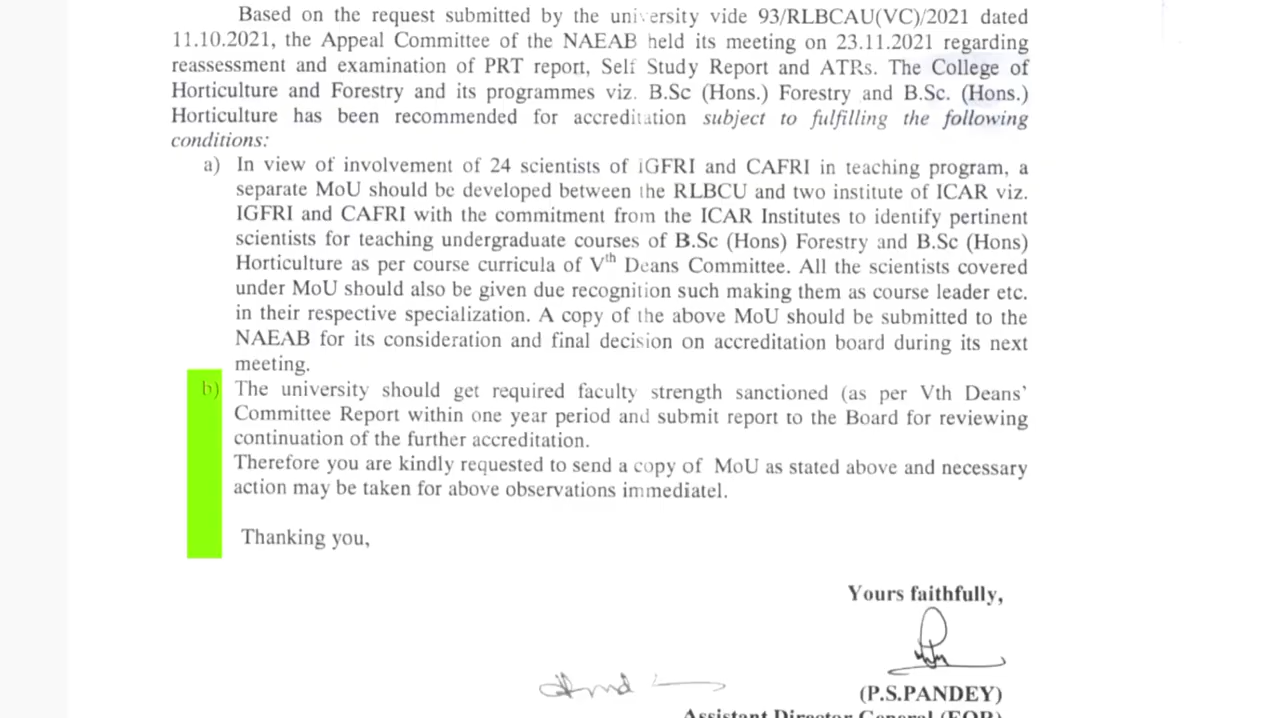 Based on the request submitted by the university vide 93/RLBCAU(VC)/2021 dated
11.10.2021, the Appeal Committee of the NAEAB held its meeting on 23.11.2021 regarding
reassessment and examination of PRT report, Self Study Report and ATRs. The College of
Horticulture and Forestry and its programmes viz. B.Sc (Hons.) Forestry and B.Sc. (Hons.)
Horticulture has been recommended for accreditation subject to fulfilling the following
conditions:
a) In view of involvement of 24 scientists of IGFRI and CAFRI in teaching program, a
separate MoU should be developed between the RLBCU and two institute of ICAR viz.
IGFRI and CAFRI with the commitment from the ICAR Institutes to identify pertinent
scientists for teaching undergraduate courses of B.Sc (Hons) Forestry and B.Sc (Hons)
Horticulture as per course curricula of Vth Deans Committee. All the scientists covered
under MoU should also be given due recognition such making them as course leader etc.
in their respective specialization. A copy of the above MoU should be submitted to the
NAEAB for its consideration and final decision on accreditation board during its next
meeting.
b) The university should get required faculty strength sanctioned (as per Vth Deans'
Committee Report within one year period and submit report to the Board for reviewing
continuation of the further accreditation.
Therefore you are kindly requested to send a copy of MoU as stated above and necessary
action may be taken for above observations immediatel.
Thanking you,
Yours faithfully,
(P.S.PANDEY)
Assistant Director General (EQR)